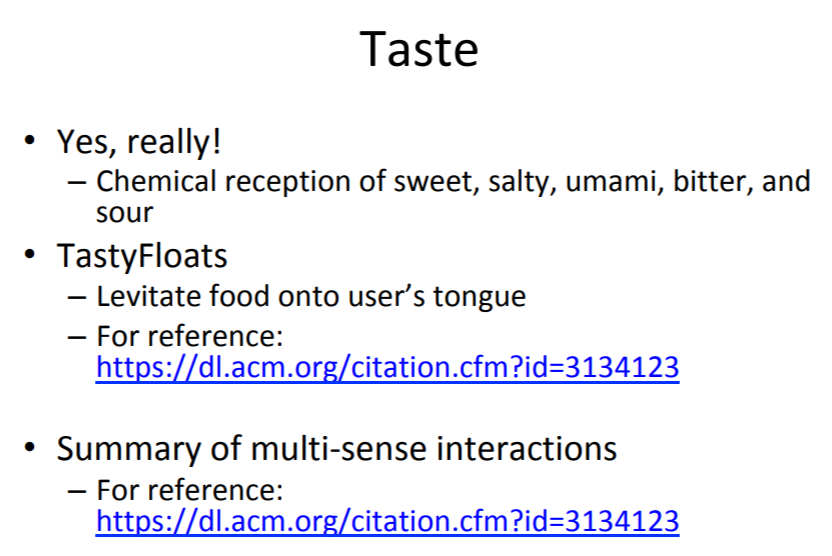 Taste
• Yes, really!
– Chemical reception of sweet, salty, umami, bitter, and
sour
• TastyFloats
– Levitate food onto user's tongue
– For reference:
https://dl.acm.org/citation.cfm?id=3134123
• Summary of multi-sense interactions
– For reference:
https://dl.acm.org/citation.cfm?id=3134123